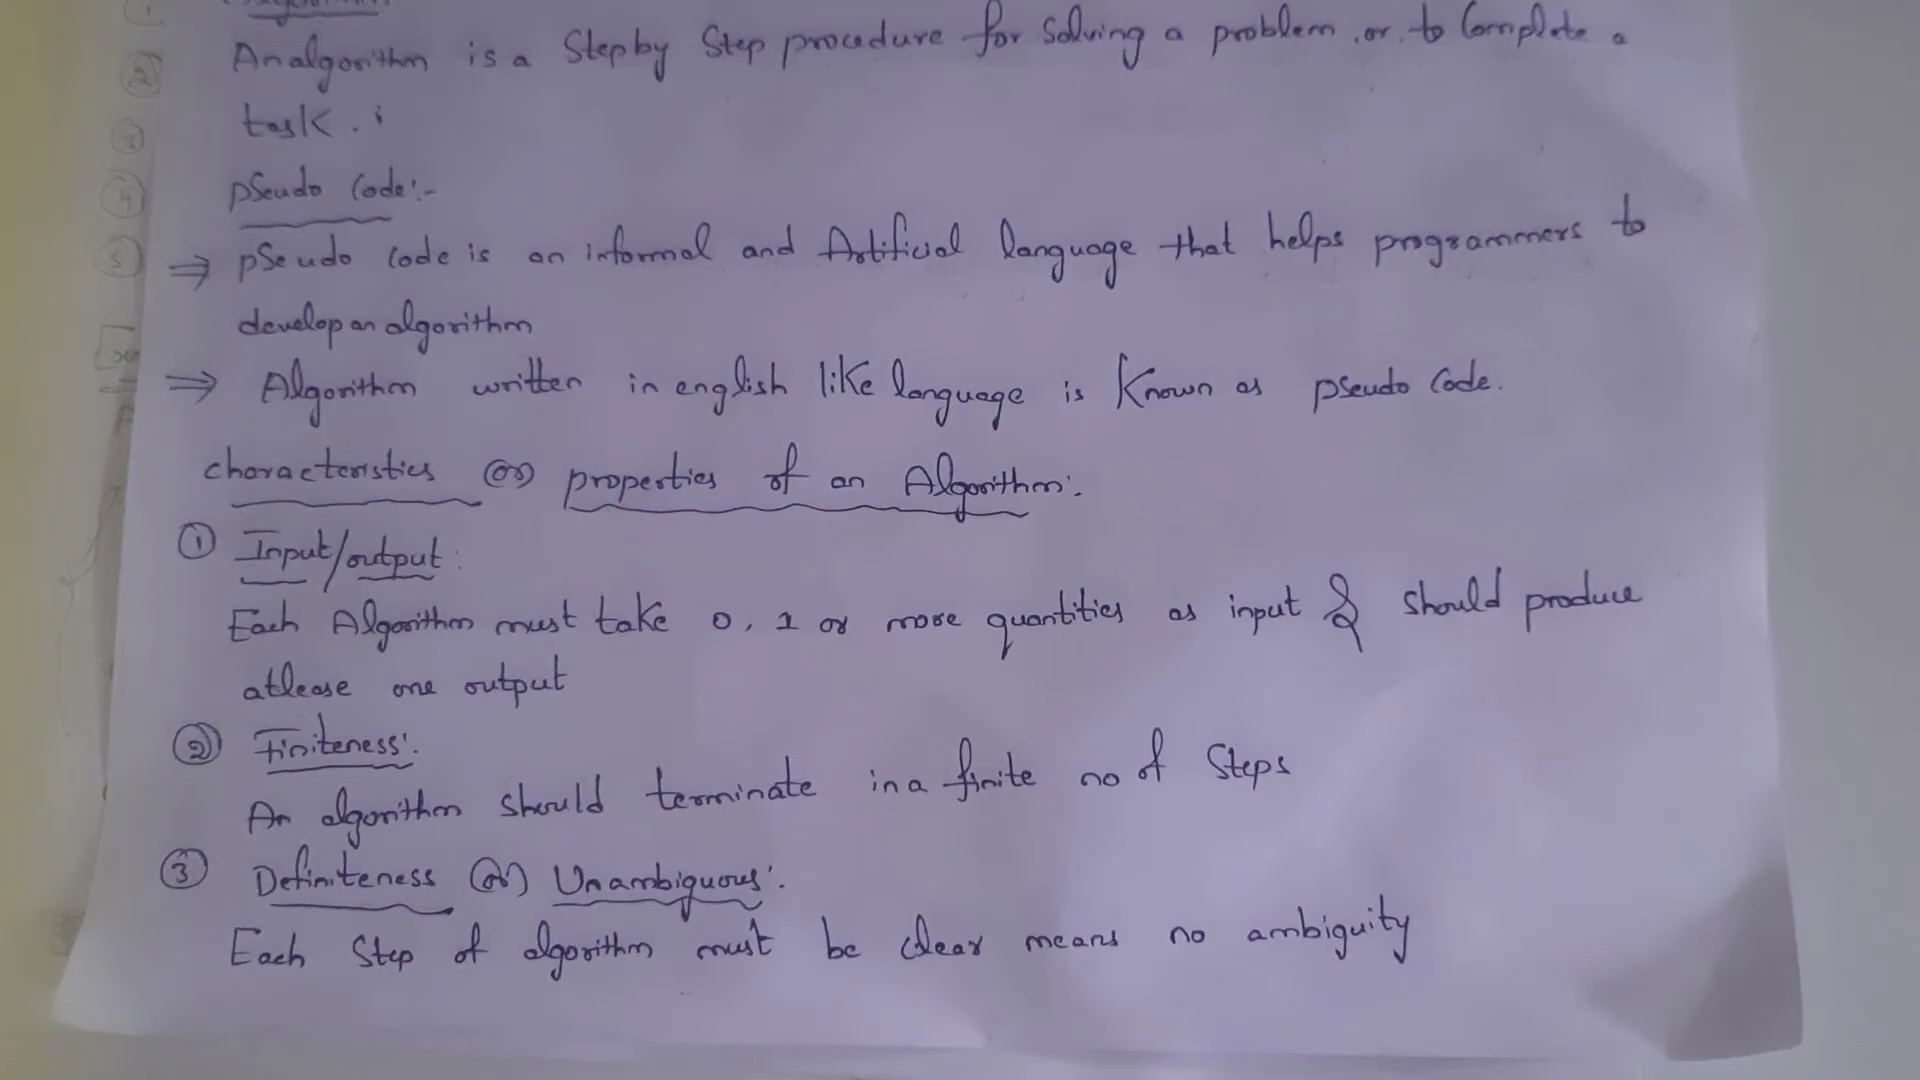 An algorithm is a Step by Step procedure for Solving a problem or to Complete a
task.
pSeudo Code:-
⇒ pSeudo Code is an informal and Artificial language that helps programmers to
develop an algorithm
⇒ Algorithm written in english like language is Known as pseudo Code.
characteristics (or) properties of an Algorithm:
① Input/output:
Each Algorithm must take 0, 1 or more quantities as input & should produce
atlease one output
② Finiteness:
An algorithm should terminate in a finite no of Steps
③ Definiteness (or) Unambiguous:
Each Step of algorithm must be clear means no ambiguity